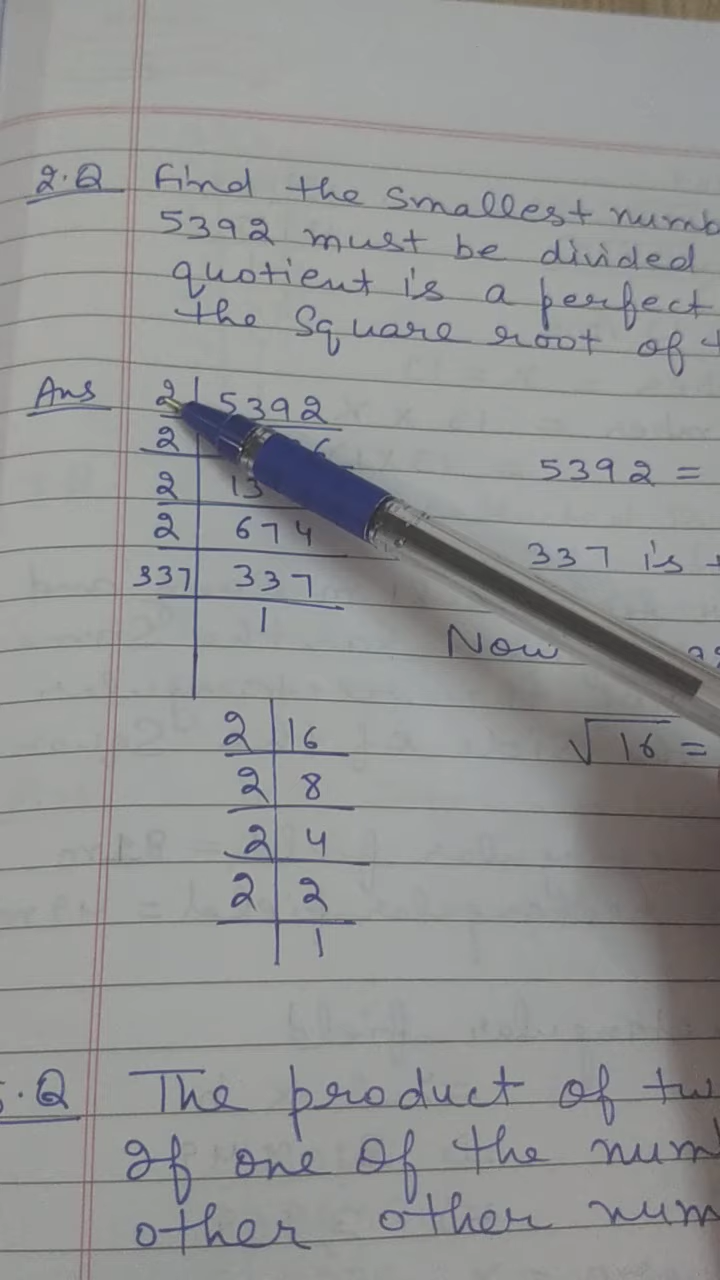 2.Q Find the smallest
5392 must be divided
quotient is a perfect
the Square root of
Ans 2 5392
2
2
2 674
337 337
1
5392 =
337 is
Now
2 16
2 8
2 4
2 2
1
√16 =
.Q The product of
If one of the
other other